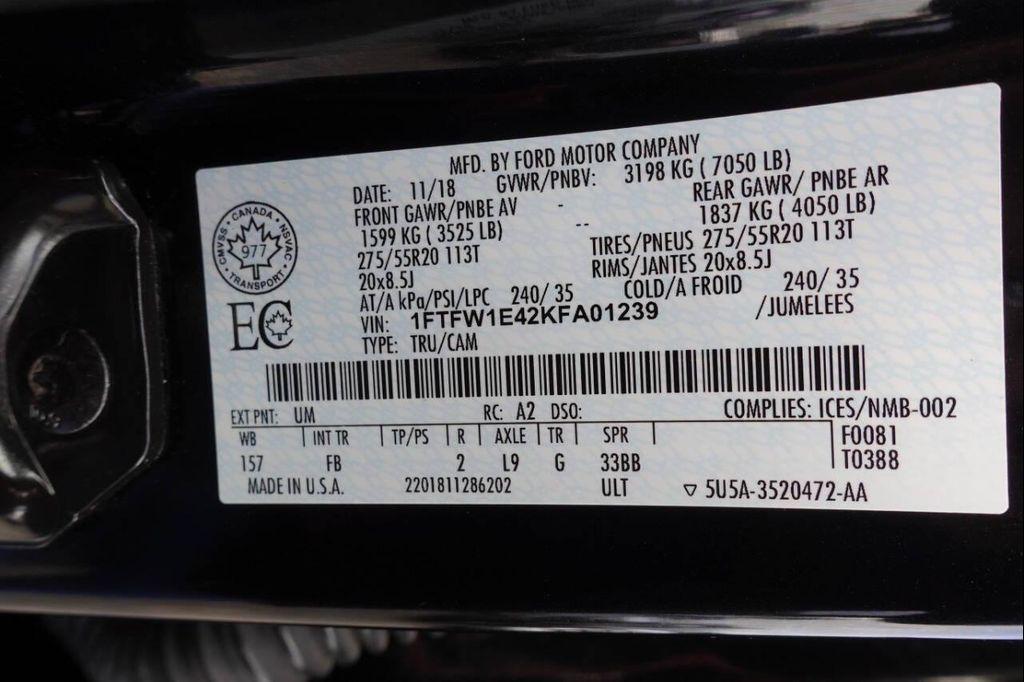 MFD. BY FORD MOTOR COMPANY
DATE: 11/18 GVWR/PNBV: 3198 KG ( 7050 LB)
FRONT GAWR/PNBE AV - REAR GAWR/ PNBE AR
1599 KG ( 3525 LB) -- 1837 KG ( 4050 LB)
275/55R20 113T TIRES/PNEUS 275/55R20 113T
20x8.5J RIMS/JANTES 20x8.5J
AT/A kPa/PSI/LPC 240/ 35 COLD/A FROID 240/ 35
VIN: 1FTFW1E42KFA01239 /JUMELEES
TYPE: TRU/CAM
CANADA
CMVSS
NSVAC
977
TRANSPORT
EC
EXT PNT: UM RC: A2 DSO: COMPLIES: ICES/NMB-002
WB INT TR TP/PS R AXLE TR SPR F0081
157 FB 2 L9 G 33BB T0388
MADE IN U.S.A. 2201811286202 ULT ▽ 5U5A-3520472-AA